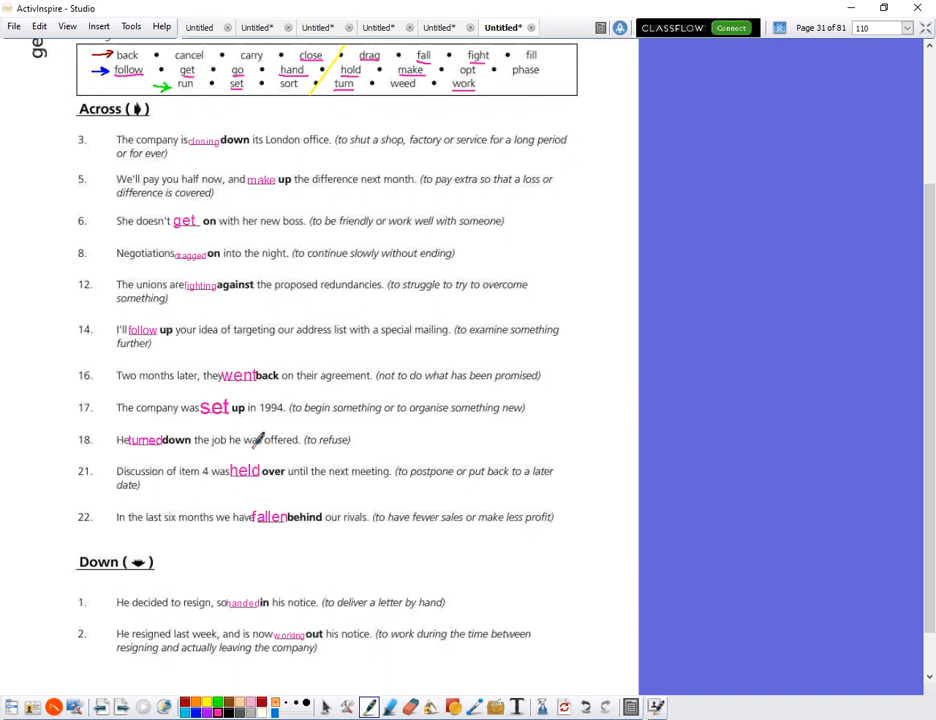 ActivInspire - Studio
File Edit View Insert Tools Help Untitled Untitled* Untitled* Untitled* Untitled* Untitled* CLASSFLOW Connect Page 31 of 81 110
ge
back • cancel • carry • close • drag • fall • fight • fill
follow • get • go • hand • hold • make • opt • phase
run • set • sort • turn • weed • work
Across ( )
3. The company is closing down its London office. (to shut a shop, factory or service for a long period
or for ever)
5. We'll pay you half now, and make up the difference next month. (to pay extra so that a loss or
difference is covered)
6. She doesn't get on with her new boss. (to be friendly or work well with someone)
8. Negotiations dragged on into the night. (to continue slowly without ending)
12. The unions are fighting against the proposed redundancies. (to struggle to try to overcome
something)
14. I'll follow up your idea of targeting our address list with a special mailing. (to examine something
further)
16. Two months later, they went back on their agreement. (not to do what has been promised)
17. The company was set up in 1994. (to begin something or to organise something new)
18. He turned down the job he was offered. (to refuse)
21. Discussion of item 4 was held over until the next meeting. (to postpone or put back to a later
date)
22. In the last six months we have fallen behind our rivals. (to have fewer sales or make less profit)
Down ( )
1. He decided to resign, so handed in his notice. (to deliver a letter by hand)
2. He resigned last week, and is now working out his notice. (to work during the time between
resigning and actually leaving the company)